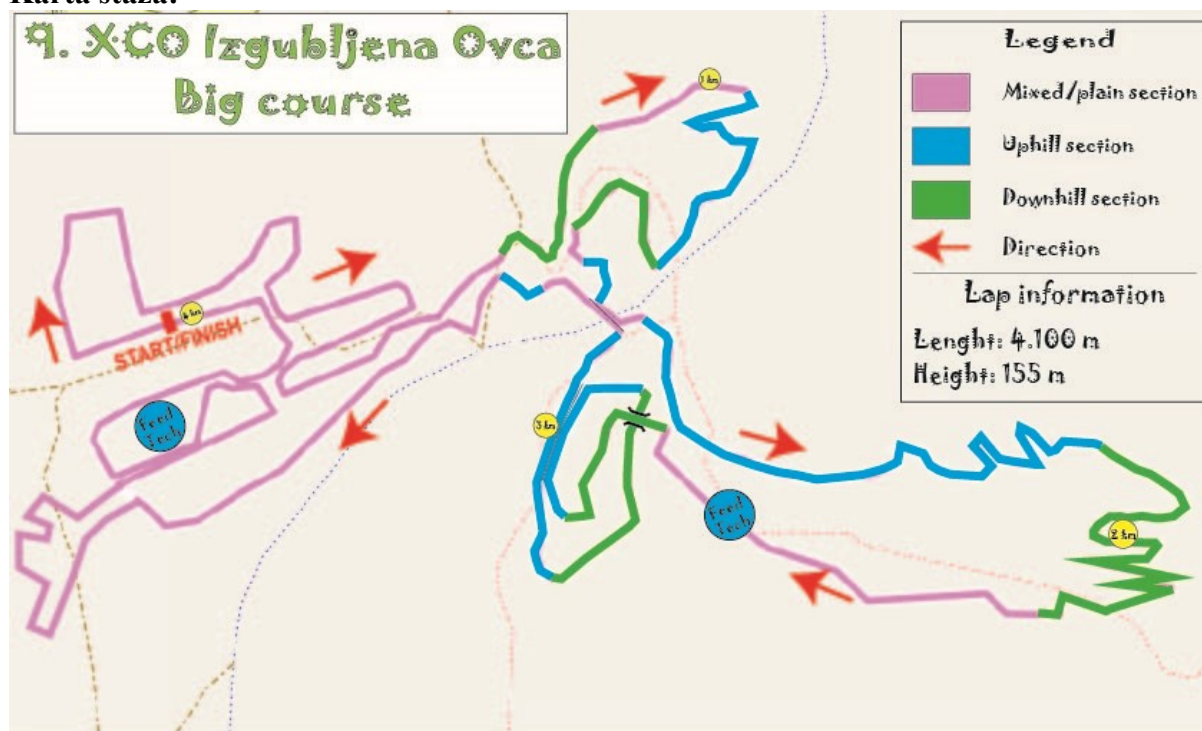 Karta staza:
9. XCO Izgubljena Ovca
Big course
Legend
Mixed/plain section
Uphill section
Downhill section
Direction
Lap information
Lenght: 4.100 m
Height: 155 m
1 km
4 km
START/FINISH
Feed
Tech
3 km
Feed
Tech
2 km